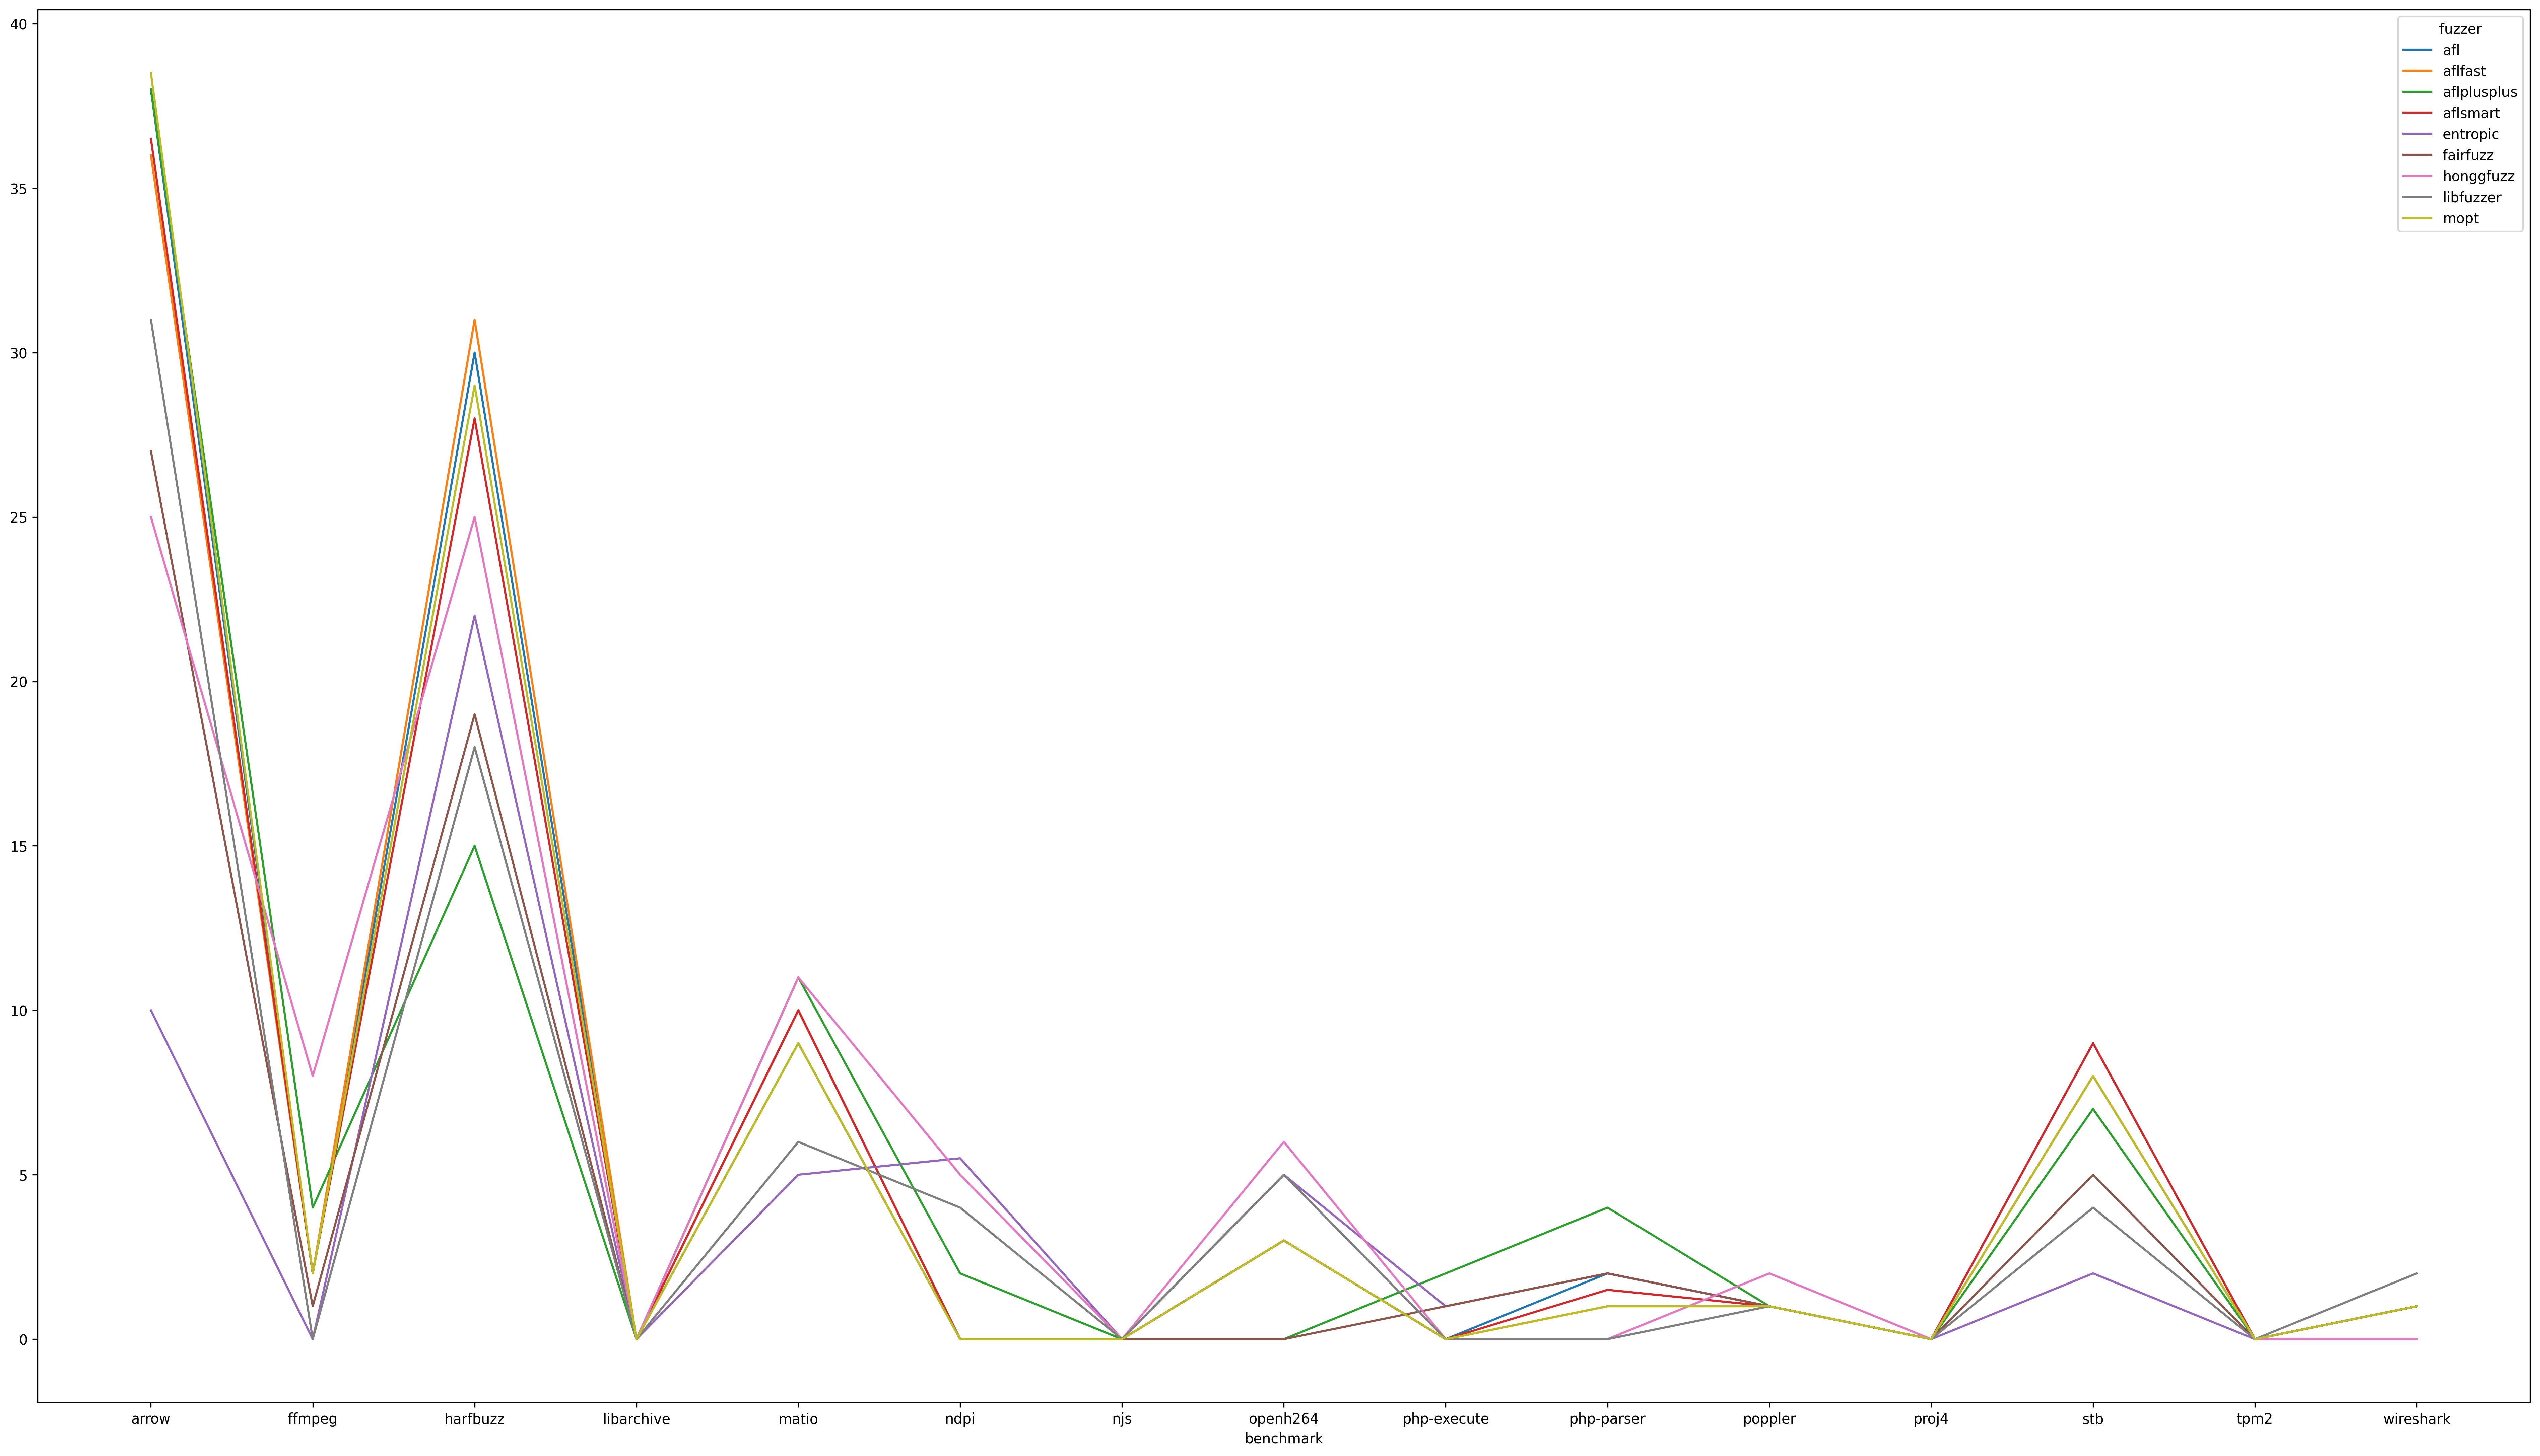 40
35
30
25
20
15
10
5
0
fuzzer
afl
aflfast
aflplusplus
aflsmart
entropic
fairfuzz
honggfuzz
libfuzzer
mopt
arrow ffmpeg harfbuzz libarchive matio ndpi njs openh264 php-execute php-parser poppler proj4 stb tpm2 wireshark
benchmark